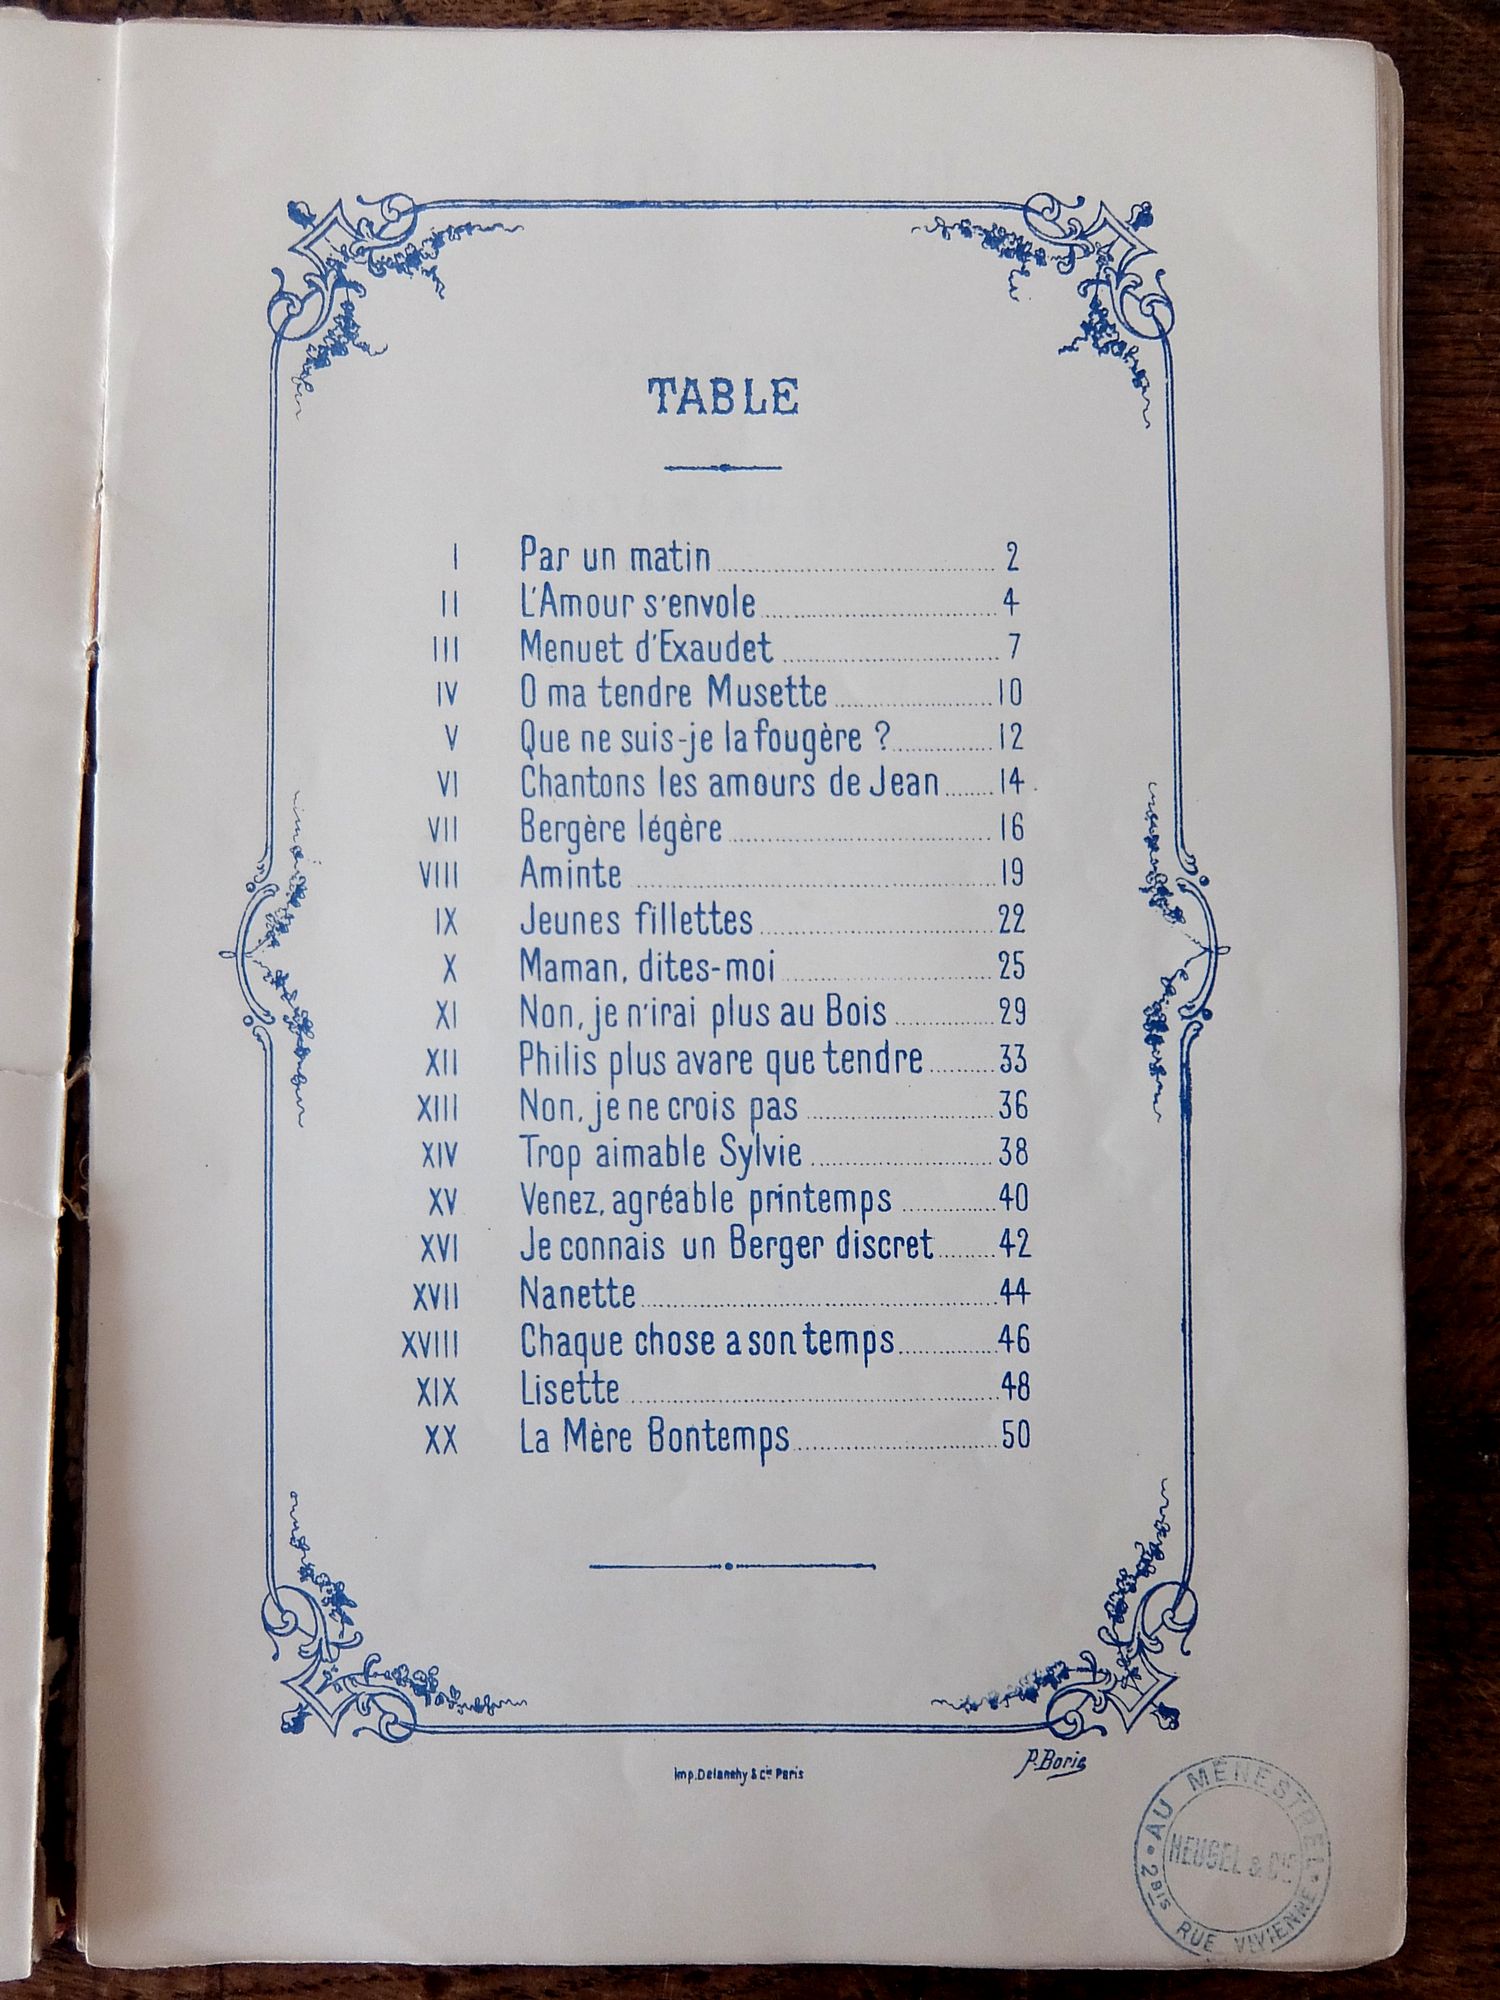 TABLE
I Par un matin 2
II L'Amour s'envole 4
III Menuet d'Exaudet 7
IV O ma tendre Musette 10
V Que ne suis-je la fougère ? 12
VI Chantons les amours de Jean 14
VII Bergère légère 16
VIII Aminte 19
IX Jeunes fillettes 22
X Maman, dites-moi 25
XI Non, je n'irai plus au Bois 29
XII Philis plus avare que tendre 33
XIII Non, je ne crois pas 36
XIV Trop aimable Sylvie 38
XV Venez, agréable printemps 40
XVI Je connais un Berger discret 42
XVII Nanette 44
XVIII Chaque chose a son temps 46
XIX Lisette 48
XX La Mère Bontemps 50
P. Borie
Imp. Delanchy & Cie Paris
AU MÉNESTREL
HEUGEL & Cie
2BIS RUE VIVIENNE